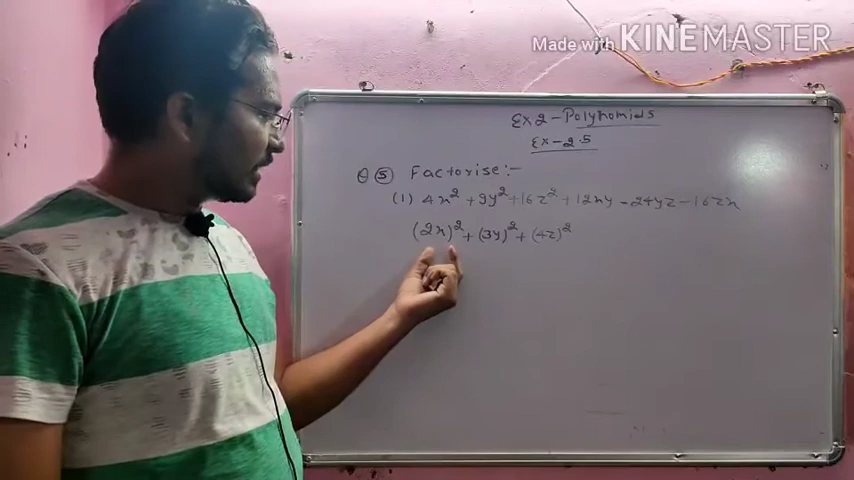 Made with KINEMASTER
Ex 2 - Polynomials
Ex - 2.5
Q ⑤ Factorise :-
(1) 4x² + 9y² + 16z² + 12xy - 24yz - 16zx
(2x)² + (3y)² + (4z)²